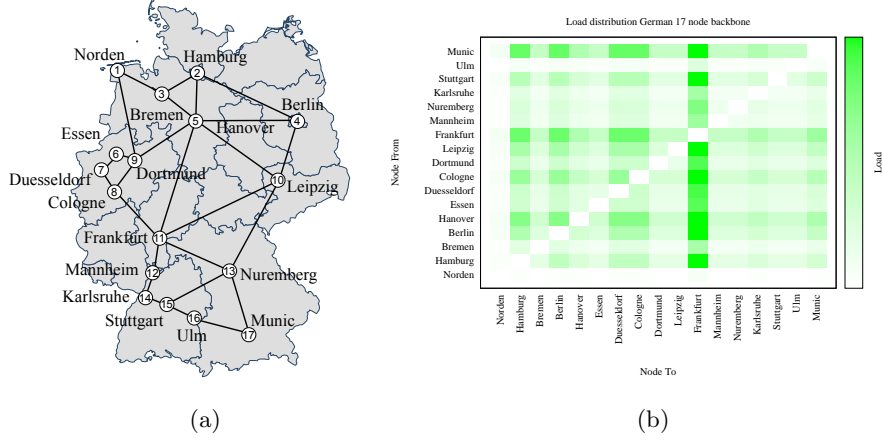 Norden
Hamburg
Bremen
Berlin
Hanover
Essen
Dortmund
Duesseldorf
Cologne
Leipzig
Frankfurt
Mannheim
Nuremberg
Karlsruhe
Stuttgart
Ulm
Munic
1
2
3
4
5
6
7
8
9
10
11
12
13
14
15
16
17
(a)
Load distribution German 17 node backbone
Node From
Munic
Ulm
Stuttgart
Karlsruhe
Nuremberg
Mannheim
Frankfurt
Leipzig
Dortmund
Cologne
Duesseldorf
Essen
Hanover
Berlin
Bremen
Hamburg
Norden
Norden
Hamburg
Bremen
Berlin
Hanover
Essen
Duesseldorf
Cologne
Dortmund
Leipzig
Frankfurt
Mannheim
Nuremberg
Karlsruhe
Stuttgart
Ulm
Munic
Node To
Load
(b)